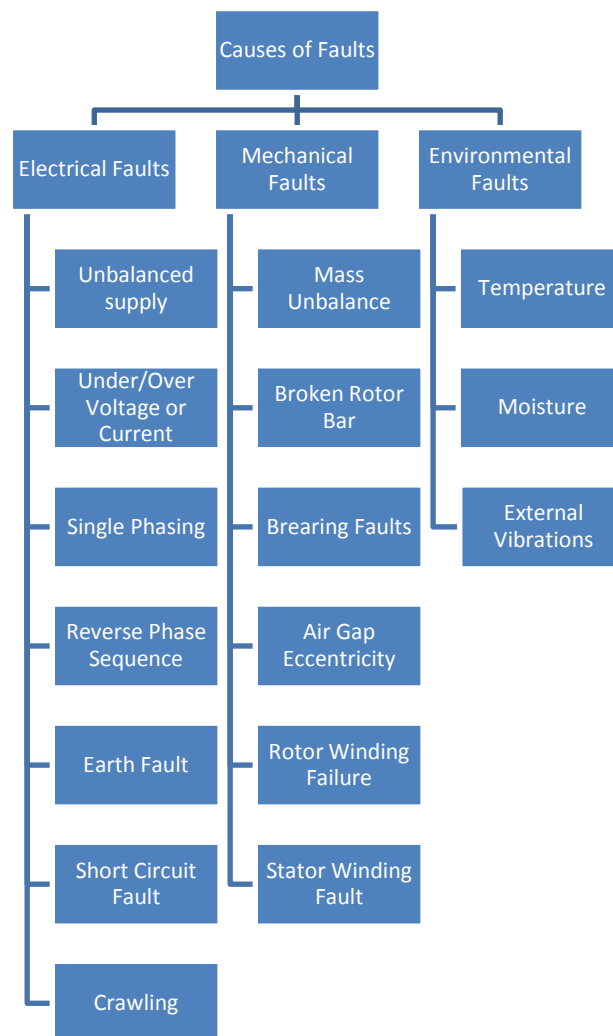 Causes of Faults
Electrical Faults
Unbalanced
supply
Under/Over
Voltage or
Current
Single Phasing
Reverse Phase
Sequence
Earth Fault
Short Circuit
Fault
Crawling
Mechanical
Faults
Mass
Unbalance
Broken Rotor
Bar
Brearing Faults
Air Gap
Eccentricity
Rotor Winding
Failure
Stator Winding
Fault
Environmental
Faults
Temperature
Moisture
External
Vibrations